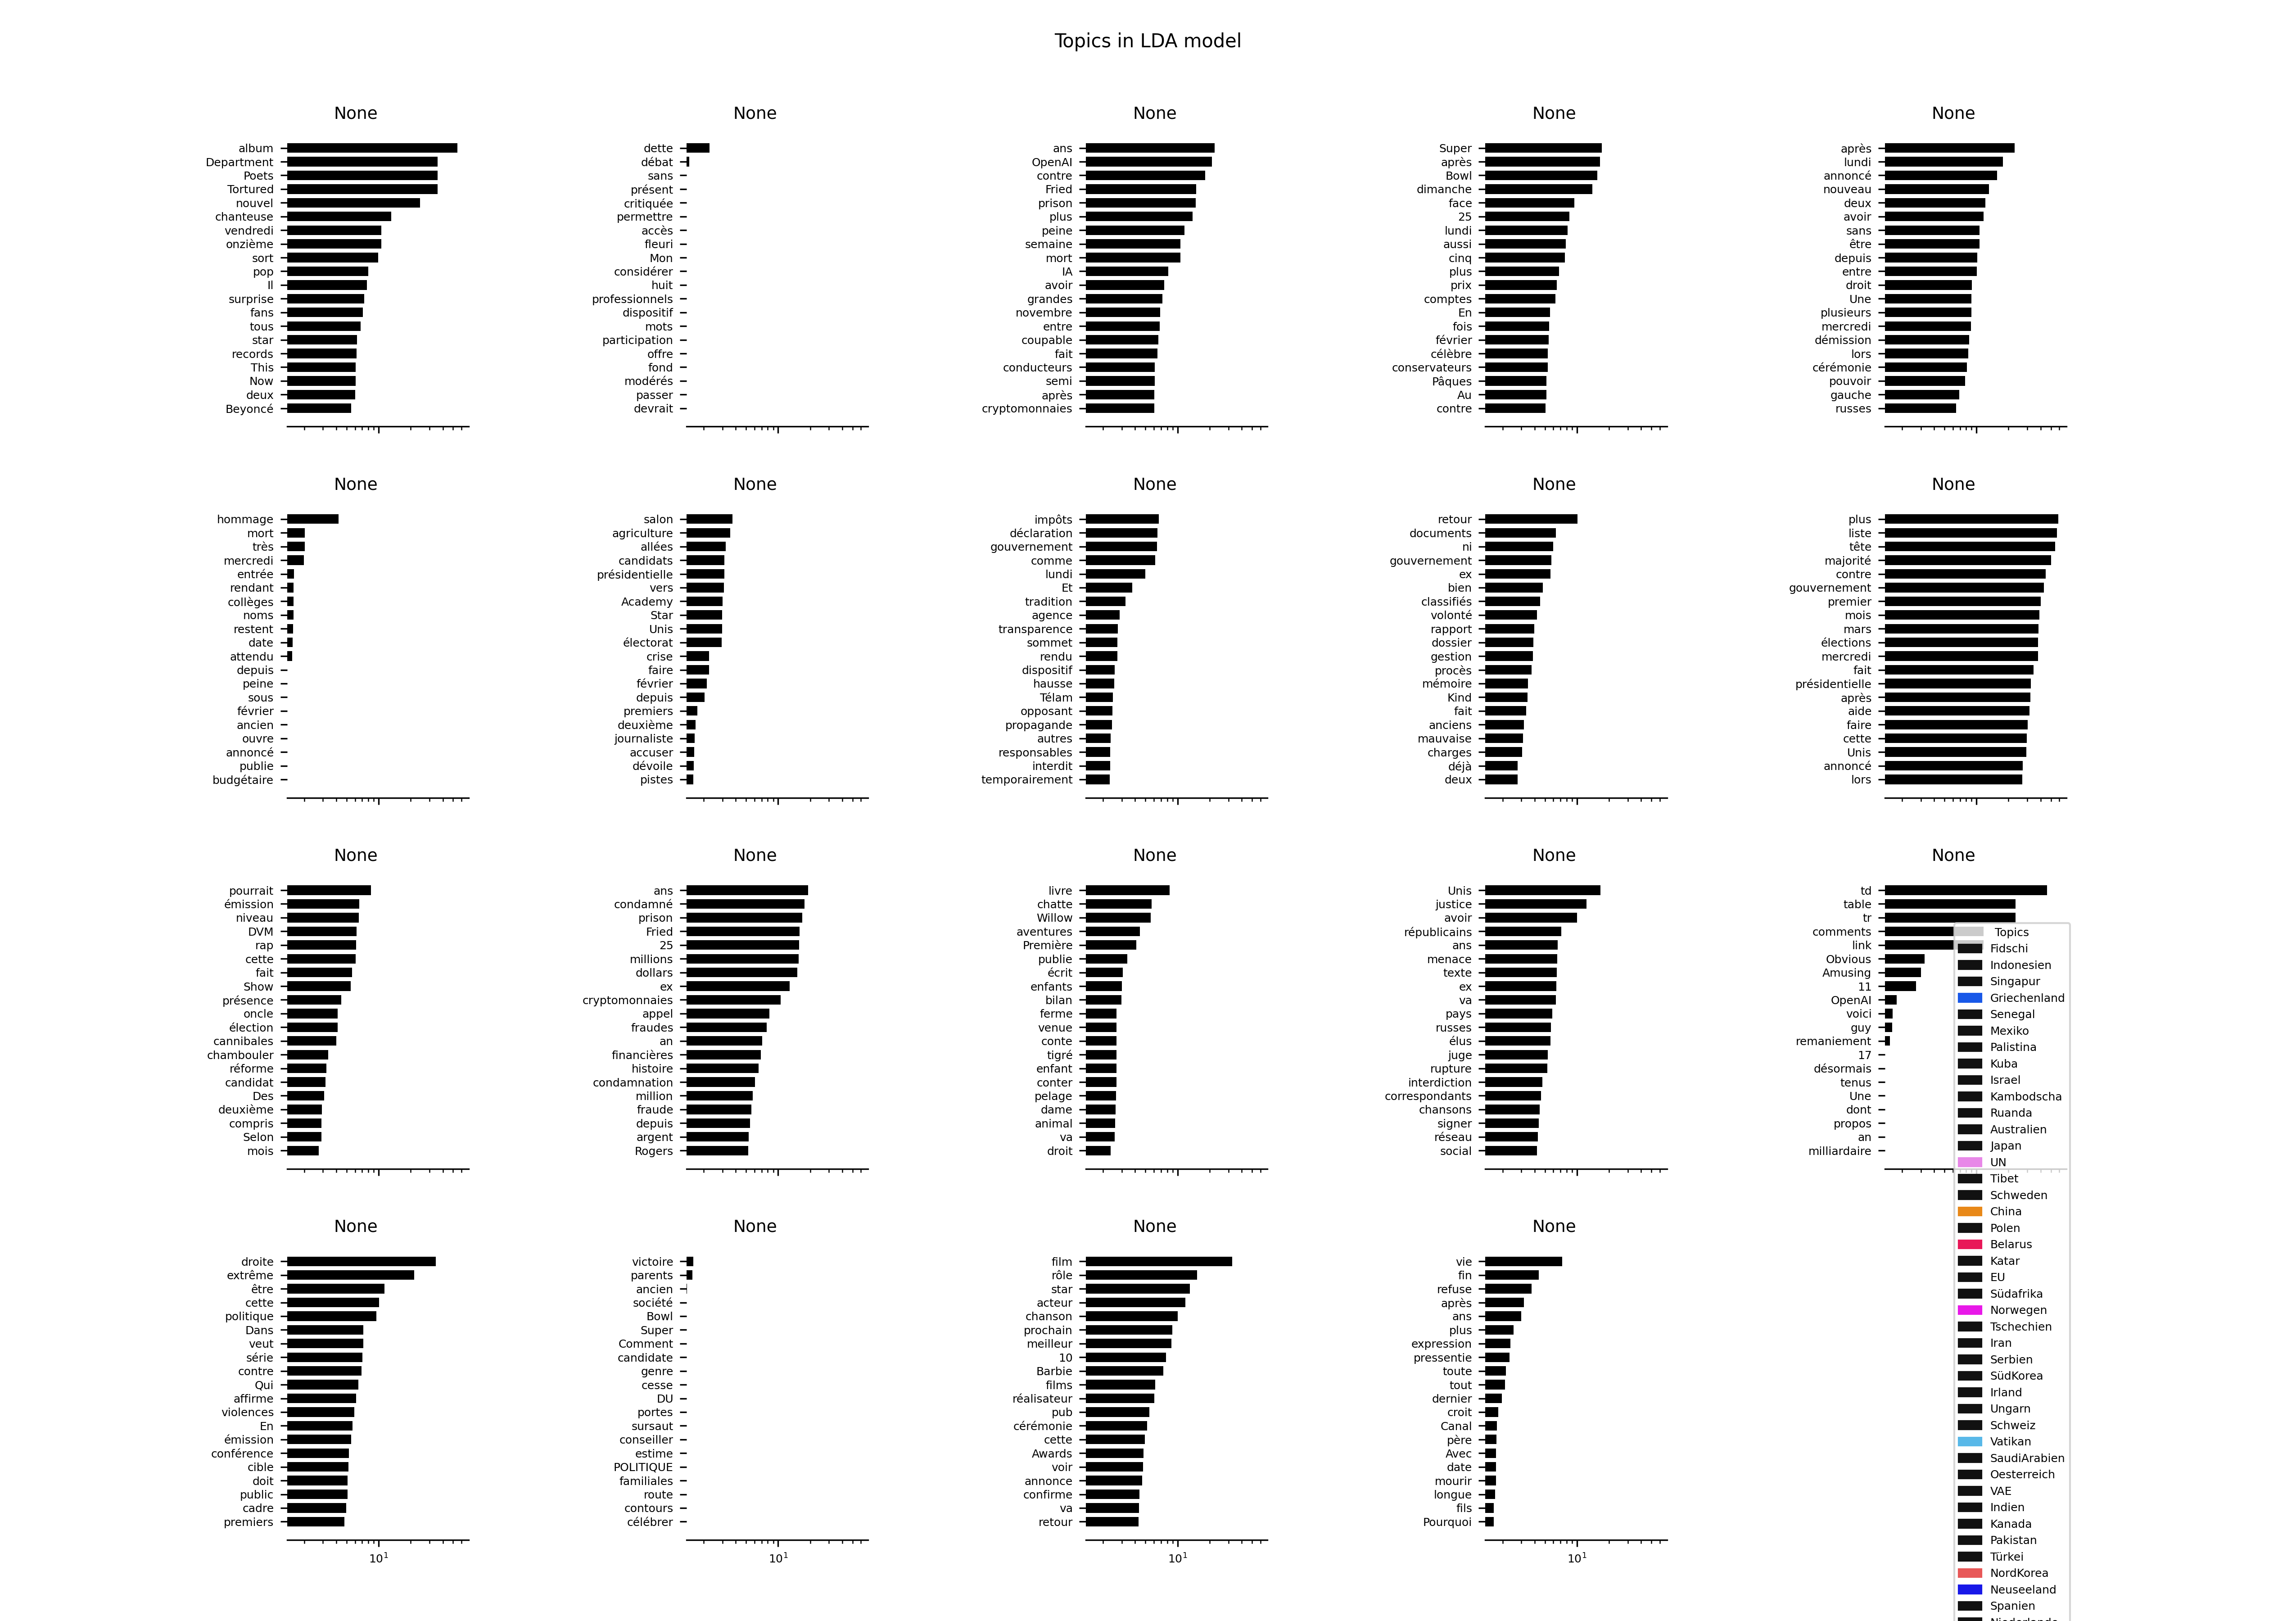 Topics in LDA model
None
album
Department
Poets
Tortured
nouvel
chanteuse
vendredi
onzième
sort
pop
Il
surprise
fans
tous
star
records
This
Now
deux
Beyoncé
None
dette
débat
sans
présent
critiquée
permettre
accès
fleuri
Mon
considérer
huit
professionnels
dispositif
mots
participation
offre
fond
modérés
passer
devrait
None
ans
OpenAI
contre
Fried
prison
plus
peine
semaine
mort
IA
avoir
grandes
novembre
entre
coupable
fait
conducteurs
semi
après
cryptomonnaies
None
Super
après
Bowl
dimanche
face
25
lundi
aussi
cinq
plus
prix
comptes
En
fois
février
célèbre
conservateurs
Pâques
Au
contre
None
après
lundi
annoncé
nouveau
deux
avoir
sans
être
depuis
entre
droit
Une
plusieurs
mercredi
démission
lors
cérémonie
pouvoir
gauche
russes
None
hommage
mort
très
mercredi
entrée
rendant
collèges
noms
restent
date
attendu
depuis
peine
sous
février
ancien
ouvre
annoncé
publie
budgétaire
None
salon
agriculture
allées
candidats
présidentielle
vers
Academy
Star
Unis
électorat
crise
faire
février
depuis
premiers
deuxième
journaliste
accuser
dévoile
pistes
None
impôts
déclaration
gouvernement
comme
lundi
Et
tradition
agence
transparence
sommet
rendu
dispositif
hausse
Télam
opposant
propagande
autres
responsables
interdit
temporairement
None
retour
documents
ni
gouvernement
ex
bien
classifiés
volonté
rapport
dossier
gestion
procès
mémoire
Kind
fait
anciens
mauvaise
charges
déjà
deux
None
plus
liste
tête
majorité
contre
gouvernement
premier
mois
mars
élections
mercredi
fait
présidentielle
après
aide
faire
cette
Unis
annoncé
lors
None
pourrait
émission
niveau
DVM
rap
cette
fait
Show
présence
oncle
élection
cannibales
chambouler
réforme
candidat
Des
deuxième
compris
Selon
mois
None
ans
condamné
prison
Fried
25
millions
dollars
ex
cryptomonnaies
appel
fraudes
an
financières
histoire
condamnation
million
fraude
depuis
argent
Rogers
None
livre
chatte
Willow
aventures
Première
publie
écrit
enfants
bilan
ferme
venue
conte
tigré
enfant
conter
pelage
dame
animal
va
droit
None
Unis
justice
avoir
républicains
ans
menace
texte
ex
va
pays
russes
élus
juge
rupture
interdiction
correspondants
chansons
signer
réseau
social
None
td
table
tr
comments
link
Obvious
Amusing
11
OpenAI
voici
guy
remaniement
17
désormais
tenus
Une
dont
propos
an
milliardaire
None
droite
extrême
être
cette
politique
Dans
veut
série
contre
Qui
affirme
violences
En
émission
conférence
cible
doit
public
cadre
premiers
10¹
None
victoire
parents
ancien
société
Bowl
Super
Comment
candidate
genre
cesse
DU
portes
sursaut
conseiller
estime
POLITIQUE
familiales
route
contours
célébrer
10¹
None
film
rôle
star
acteur
chanson
prochain
meilleur
10
Barbie
films
réalisateur
pub
cérémonie
cette
Awards
voir
annonce
confirme
va
retour
10¹
None
vie
fin
refuse
après
ans
plus
expression
pressentie
toute
tout
dernier
croit
Canal
père
Avec
date
mourir
longue
fils
Pourquoi
10¹
Topics
Fidschi
Indonesien
Singapur
Griechenland
Senegal
Mexiko
Palistina
Kuba
Israel
Kambodscha
Ruanda
Australien
Japan
UN
Tibet
Schweden
China
Polen
Belarus
Katar
EU
Südafrika
Norwegen
Tschechien
Iran
Serbien
SüdKorea
Irland
Ungarn
Schweiz
Vatikan
SaudiArabien
Oesterreich
VAE
Indien
Kanada
Pakistan
Türkei
NordKorea
Neuseeland
Spanien